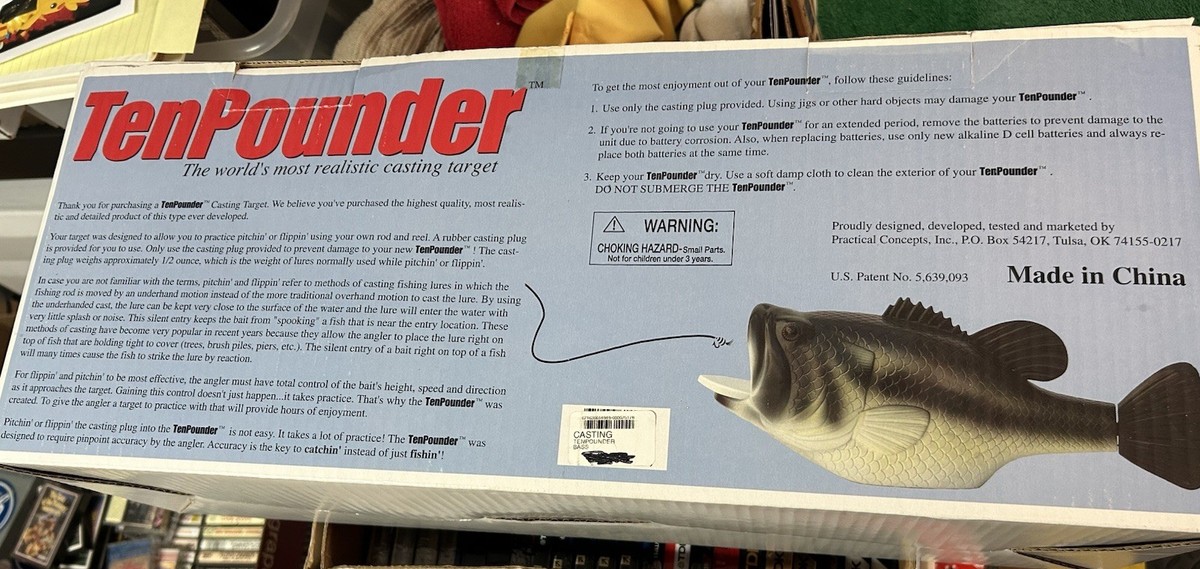 TenPounder™
The world's most realistic casting target
Thank you for purchasing a TenPounder™ Casting Target. We believe you've purchased the highest quality, most realis-
tic and detailed product of this type ever developed.
Your target was designed to allow you to practice pitchin' or flippin' using your own rod and reel. A rubber casting plug
is provided for you to use. Only use the casting plug provided to prevent damage to your new TenPounder™ ! The cast-
ing plug weighs approximately 1/2 ounce, which is the weight of lures normally used while pitchin' or flippin'.
In case you are not familiar with the terms, pitchin' and flippin' refer to methods of casting fishing lures in which the
fishing rod is moved by an underhand motion instead of the more traditional overhand motion to cast the lure. By using
the underhanded cast, the lure can be kept very close to the surface of the water and the lure will enter the water with
very little splash or noise. This silent entry keeps the bait from "spooking" a fish that is near the entry location. These
methods of casting have become very popular in recent years because they allow the angler to place the lure right on
top of fish that are holding tight to cover (trees, brush piles, piers, etc.). The silent entry of a bait right on top of a fish
will many times cause the fish to strike the lure by reaction.
For flippin' and pitchin' to be most effective, the angler must have total control of the bait's height, speed and direction
as it approaches the target. Gaining this control doesn't just happen...it takes practice. That's why the TenPounder™ was
created. To give the angler a target to practice with that will provide hours of enjoyment.
Pitchin' or flippin' the casting plug into the TenPounder™ is not easy. It takes a lot of practice! The TenPounder™ was
designed to require pinpoint accuracy by the angler. Accuracy is the key to catchin' instead of just fishin'!
To get the most enjoyment out of your TenPounder™, follow these guidelines:
1. Use only the casting plug provided. Using jigs or other hard objects may damage your TenPounder™ .
2. If you're not going to use your TenPounder™ for an extended period, remove the batteries to prevent damage to the
unit due to battery corrosion. Also, when replacing batteries, use only new alkaline D cell batteries and always re-
place both batteries at the same time.
3. Keep your TenPounder™ dry. Use a soft damp cloth to clean the exterior of your TenPounder™ .
DO NOT SUBMERGE THE TenPounder™.
⚠ WARNING:
CHOKING HAZARD-Small Parts.
Not for children under 3 years.
Proudly designed, developed, tested and marketed by
Practical Concepts, Inc., P.O. Box 54217, Tulsa, OK 74155-0217
U.S. Patent No. 5,639,093 Made in China
CASTING
TENPOUNDER
BASS